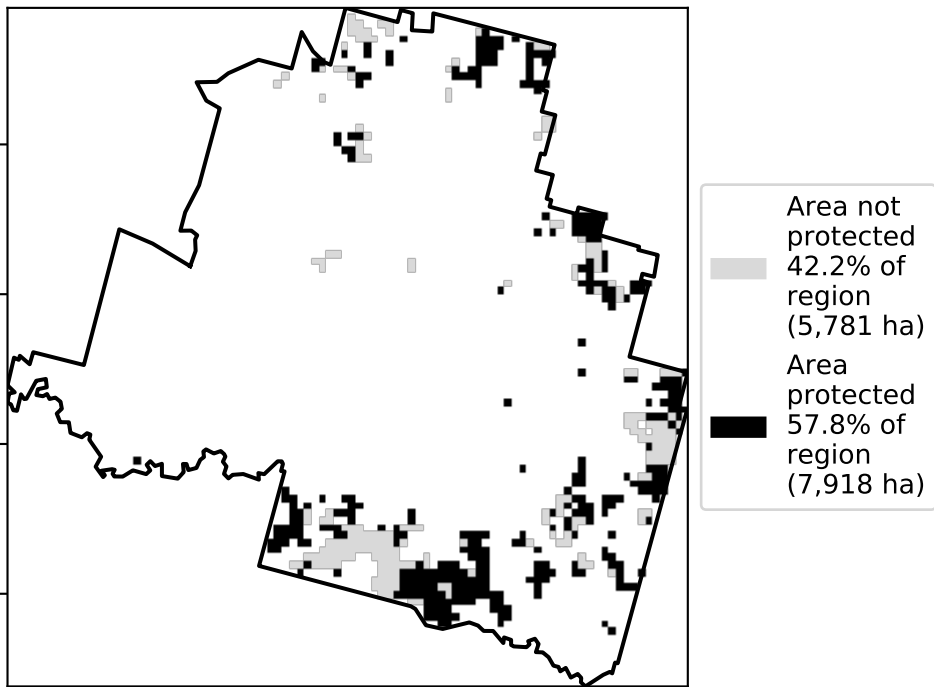 Area not
protected
42.2% of
region
(5,781 ha)
Area
protected
57.8% of
region
(7,918 ha)